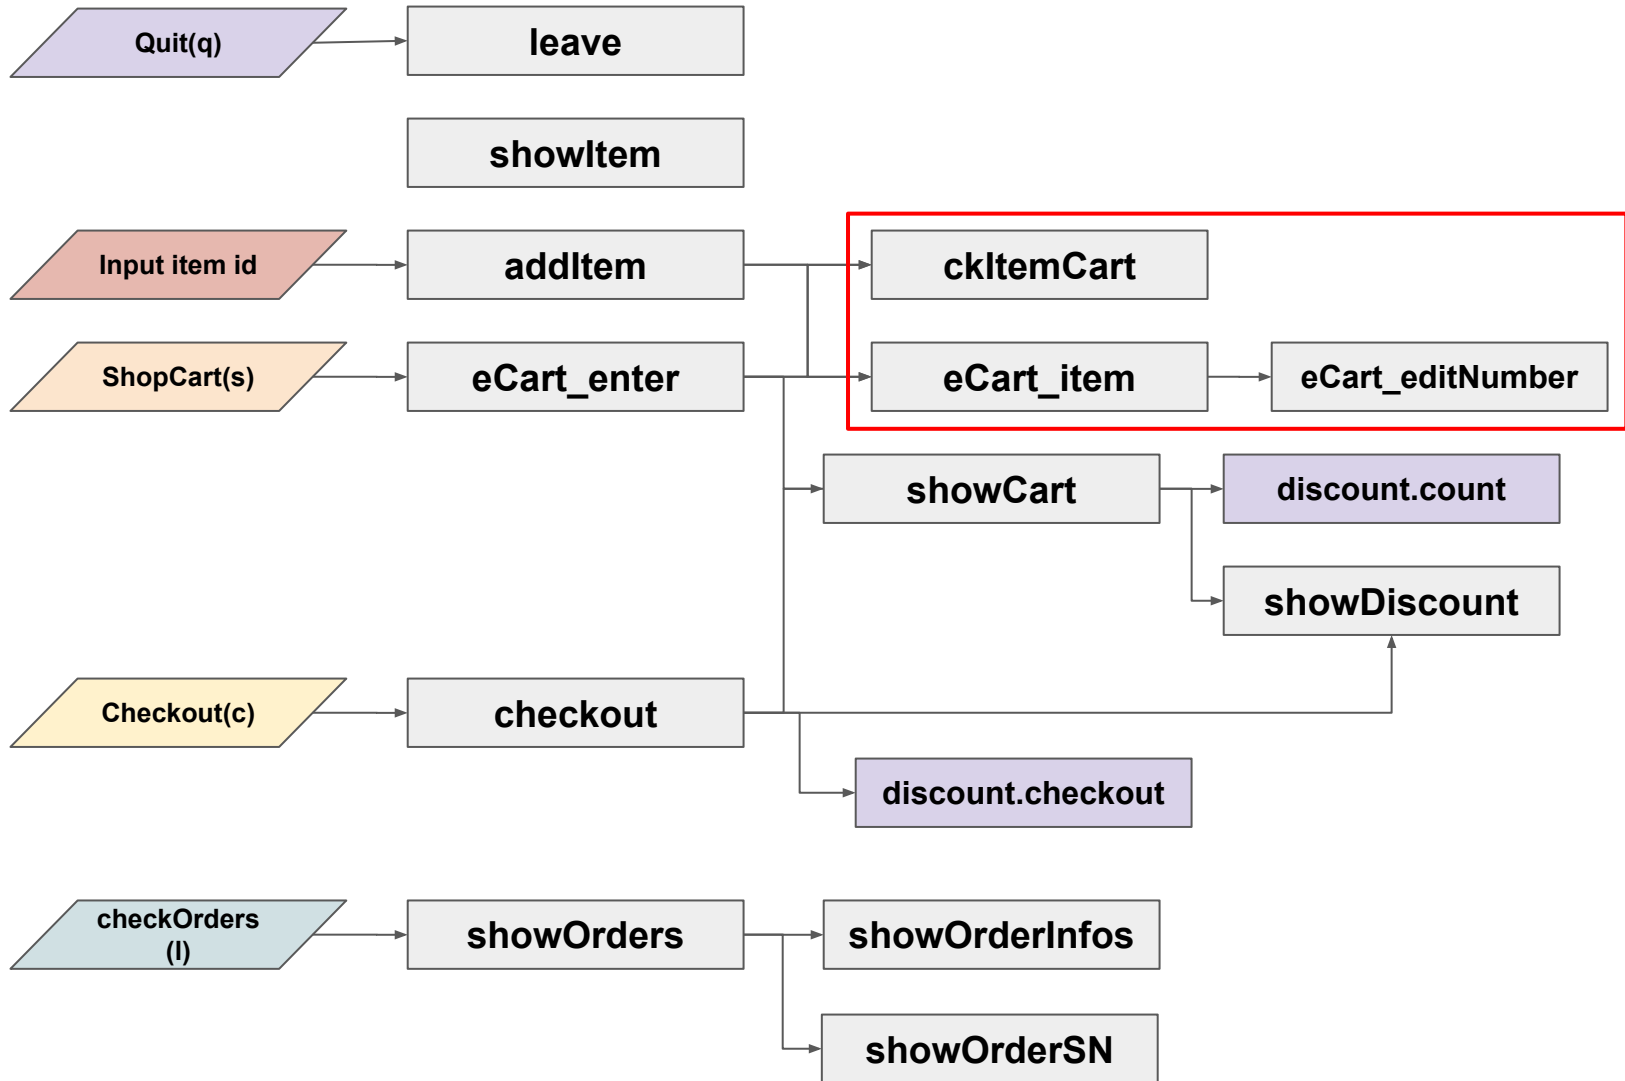 Quit(q)
leave
showItem
Input item id
addItem
ckItemCart
ShopCart(s)
eCart_enter
eCart_item
eCart_editNumber
showCart
discount.count
showDiscount
Checkout(c)
checkout
discount.checkout
checkOrders
(l)
showOrders
showOrderInfos
showOrderSN